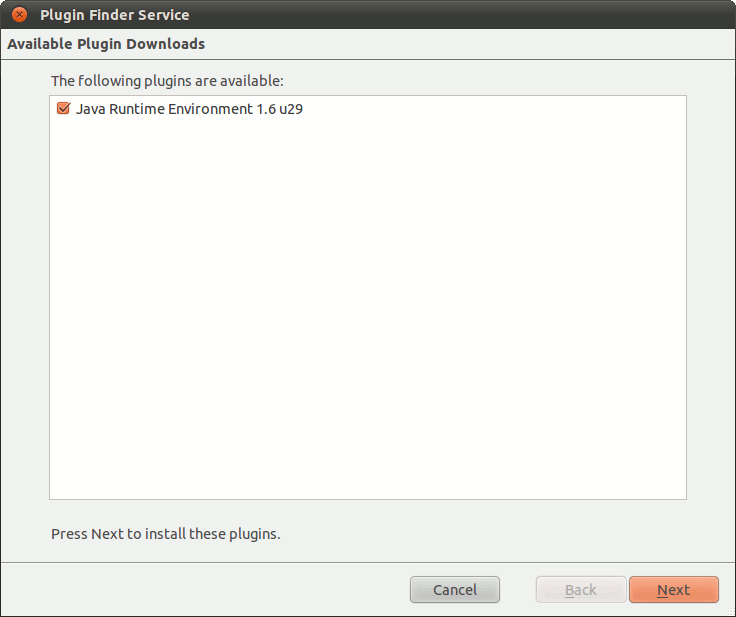 Plugin Finder Service
Available Plugin Downloads
The following plugins are available:
Java Runtime Environment 1.6 u29
Press Next to install these plugins.
Cancel
Back
Next